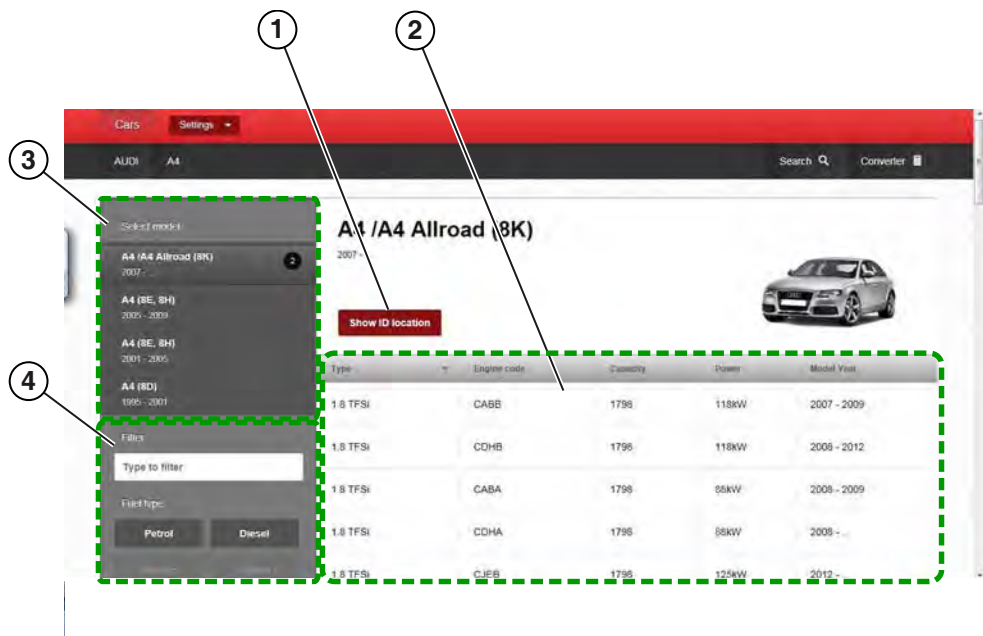 1
2
Cars Settings
3
AUDI A4 Search Converter
Select model
A4 /A4 Allroad (8K)
2007 - ...
2
A4 (8E, 8H)
2005 - 2009
A4 (8E, 8H)
2001 - 2005
A4 (8D)
1995 - 2001
4
Filter
Type to filter
Fuel type
Petrol Diesel
A4 /A4 Allroad (8K)
2007 -
Show ID location
Type Engine code Capacity Power Model Year
1.8 TFSi CABB 1798 118kW 2007 - 2009
1.8 TFSi CDHB 1798 118kW 2008 - 2012
1.8 TFSi CABA 1798 88kW 2008 - 2009
1.8 TFSi CDHA 1798 88kW 2008 - ...
1.8 TFSi CJEB 1798 125kW 2012 - ...